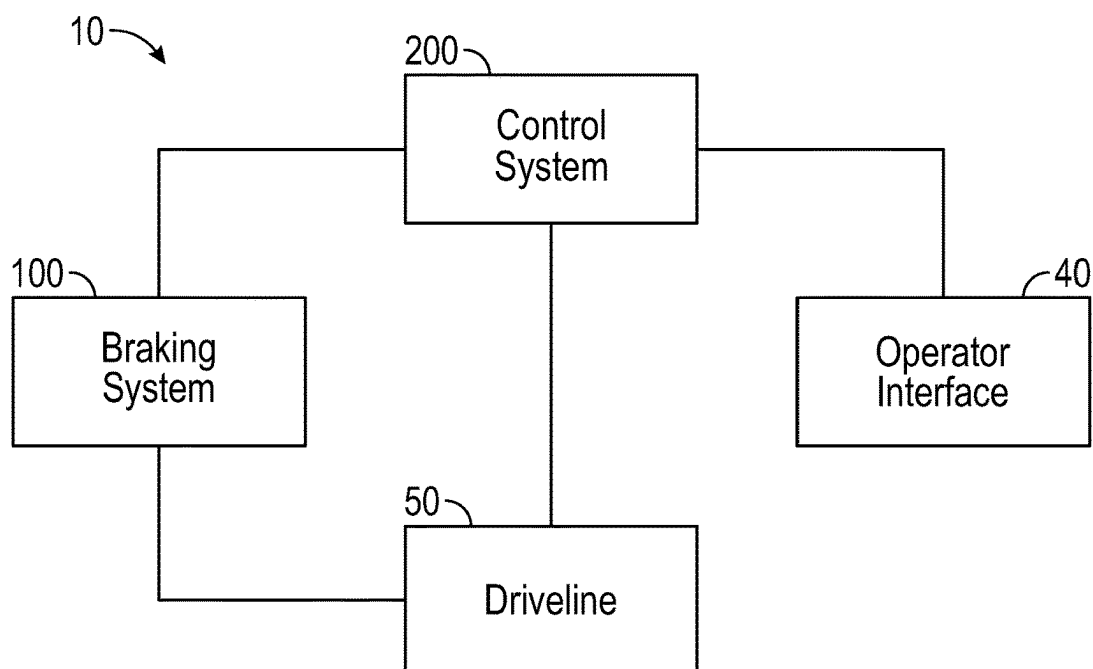 10
200
Control
System
100
Braking
System
40
Operator
Interface
50
Driveline